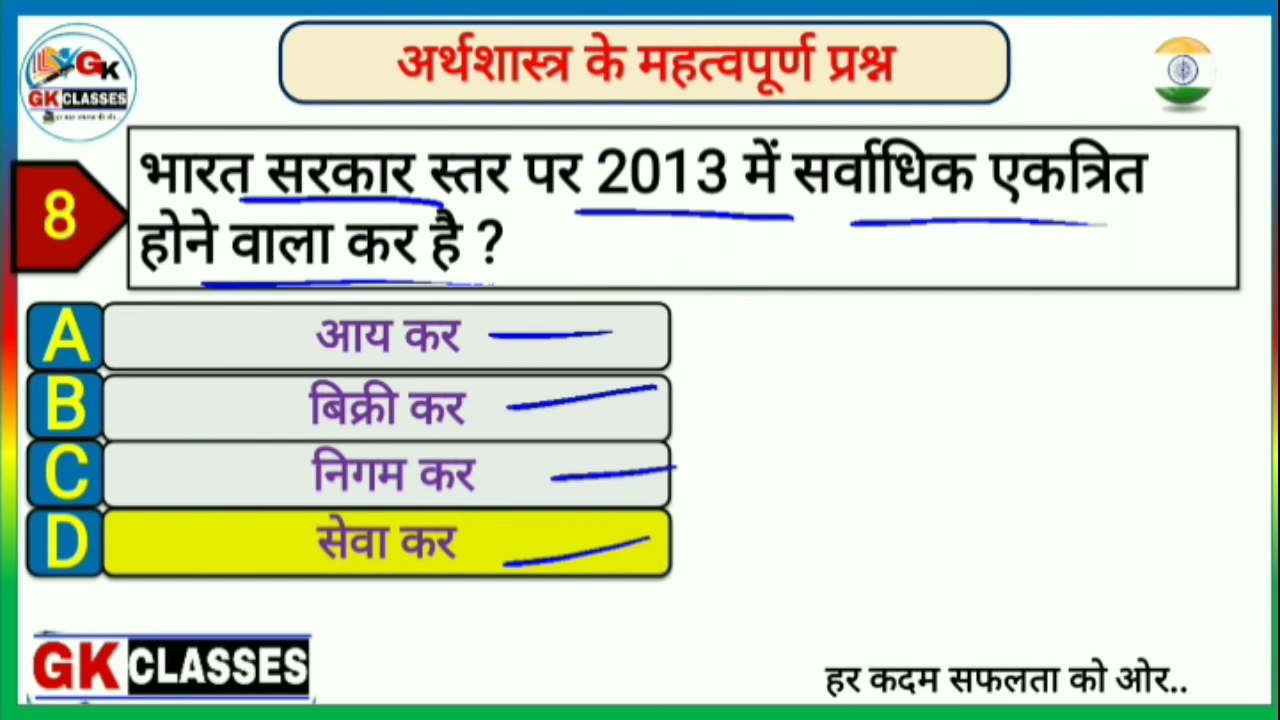 अर्थशास्त्र के महत्वपूर्ण प्रश्न
GK
GK CLASSES
8
भारत सरकार स्तर पर 2013 में सर्वाधिक एकत्रित
होने वाला कर है ?
A आय कर
B बिक्री कर
C निगम कर
D सेवा कर
GK CLASSES
हर कदम सफलता को ओर..